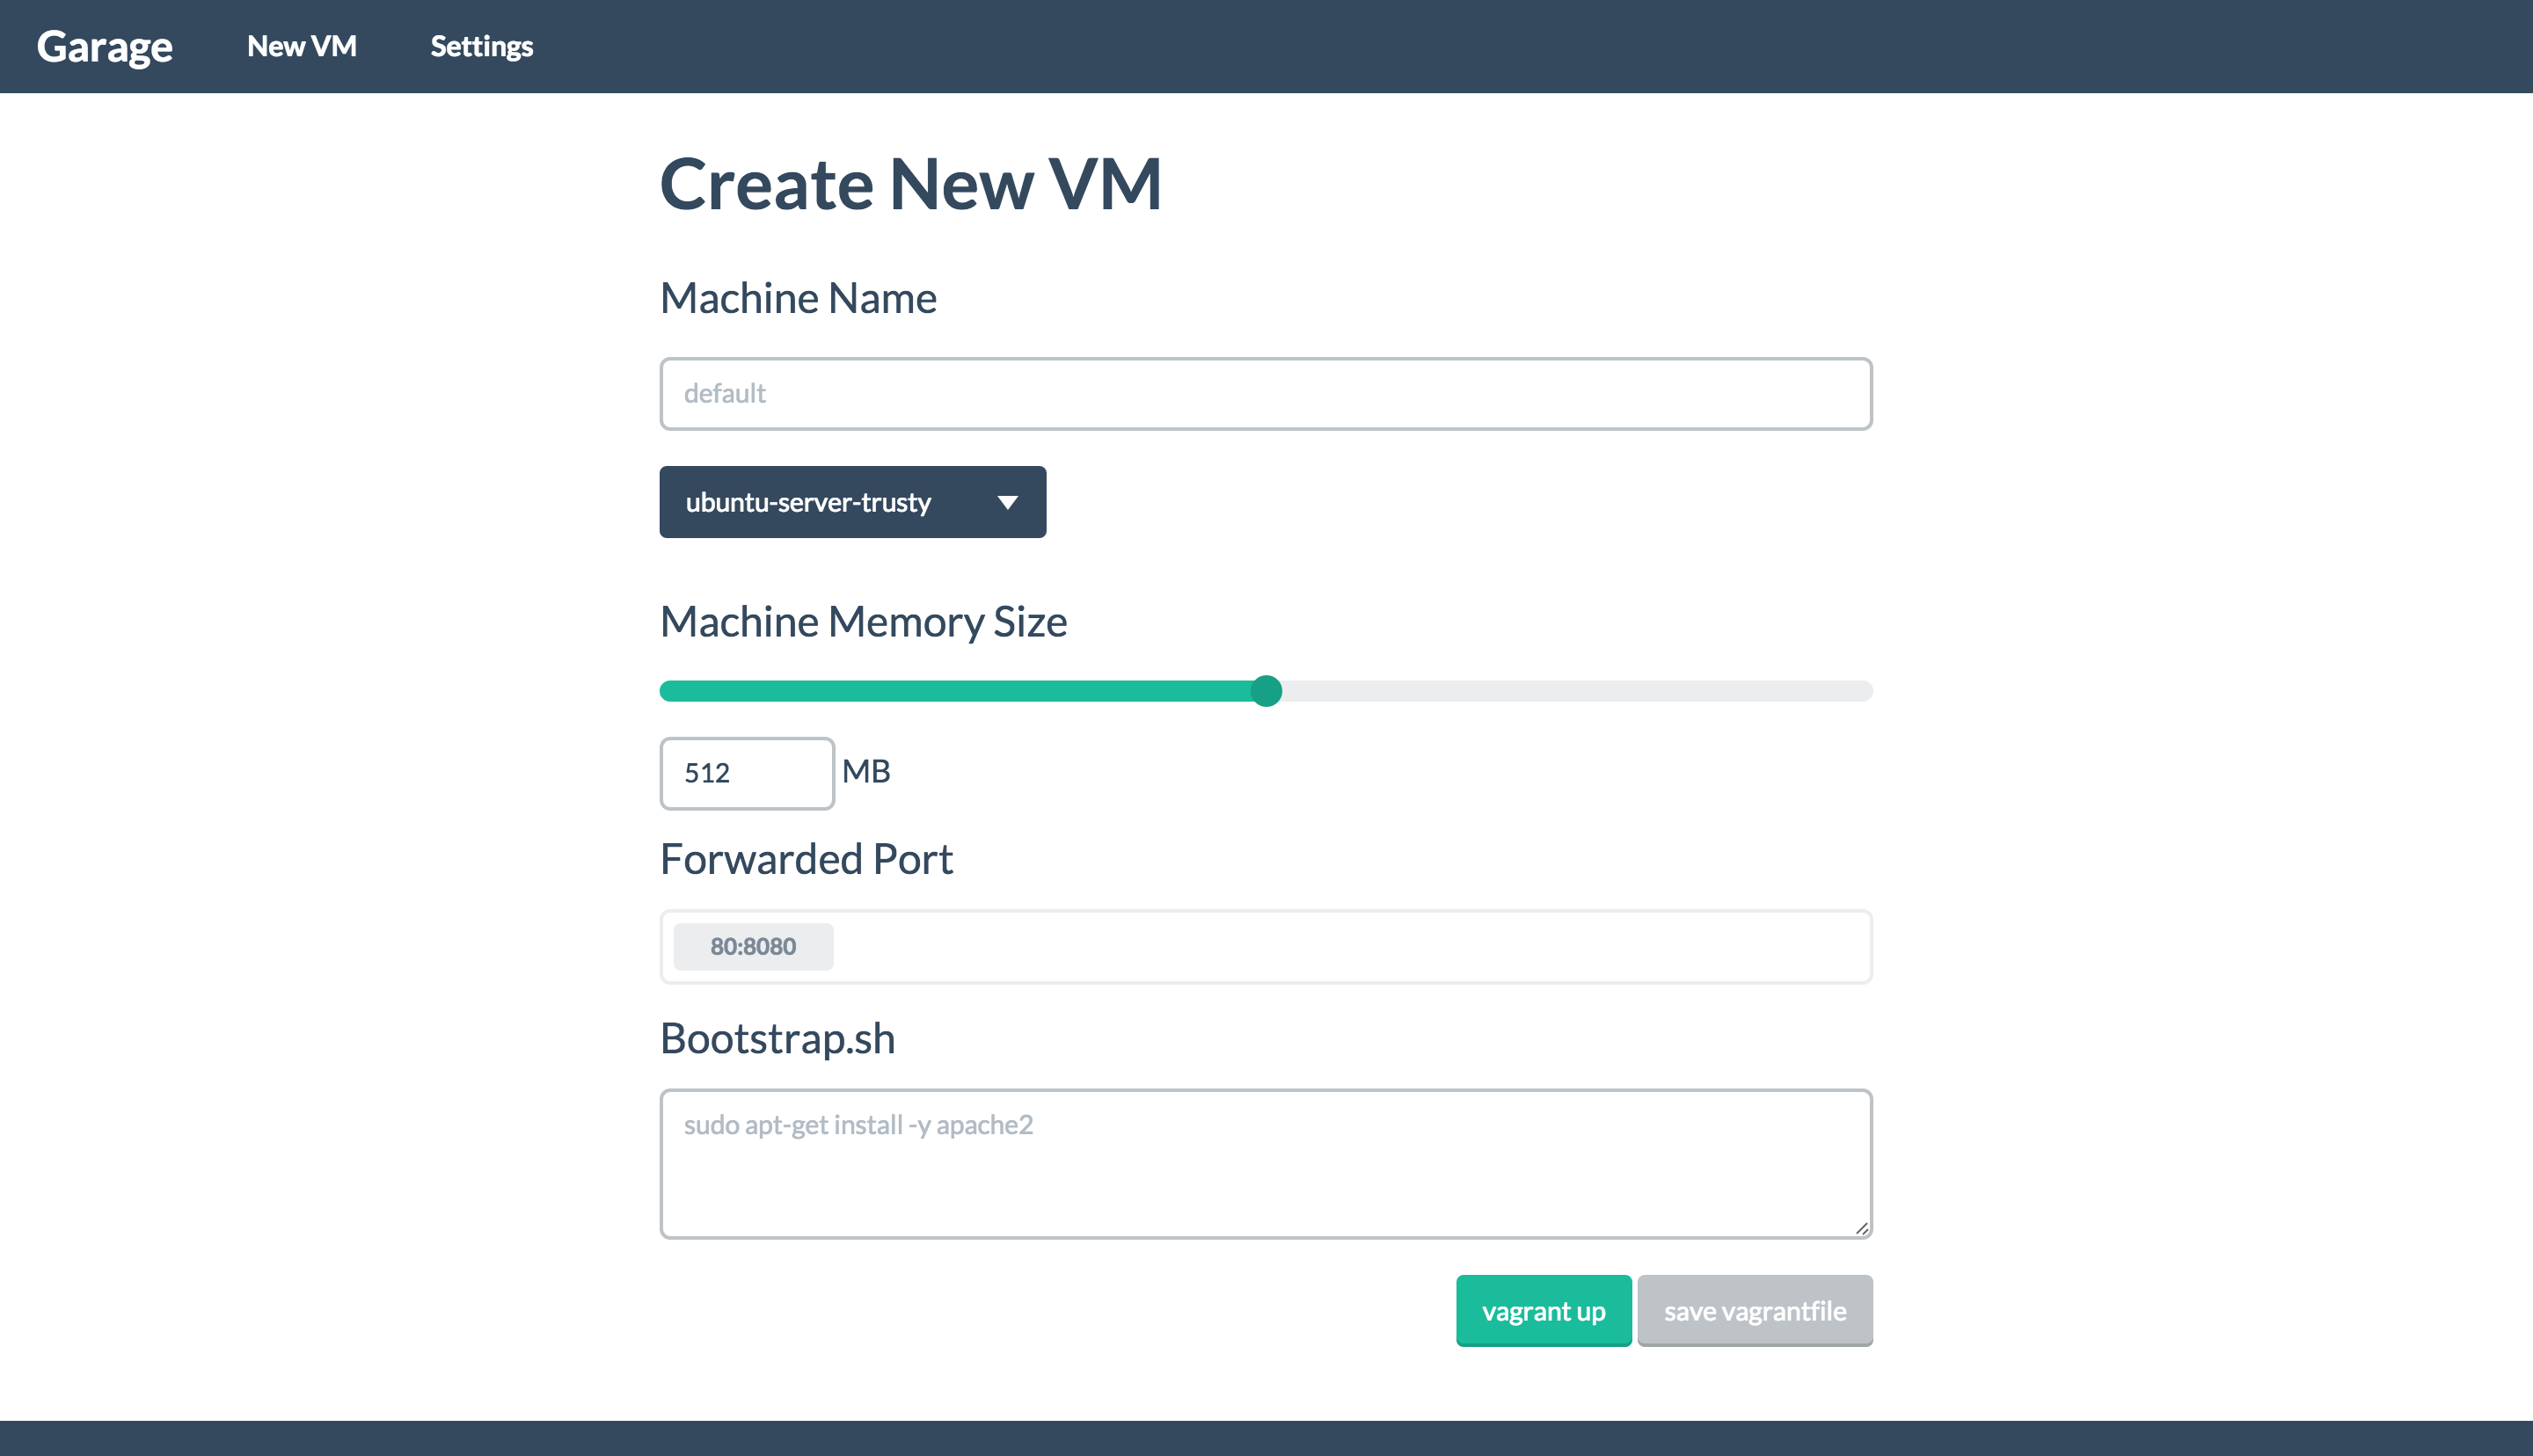 Garage New VM Settings
Create New VM
Machine Name
default
ubuntu-server-trusty
Machine Memory Size
512 MB
Forwarded Port
80:8080
Bootstrap.sh
sudo apt-get install -y apache2
vagrant up save vagrantfile